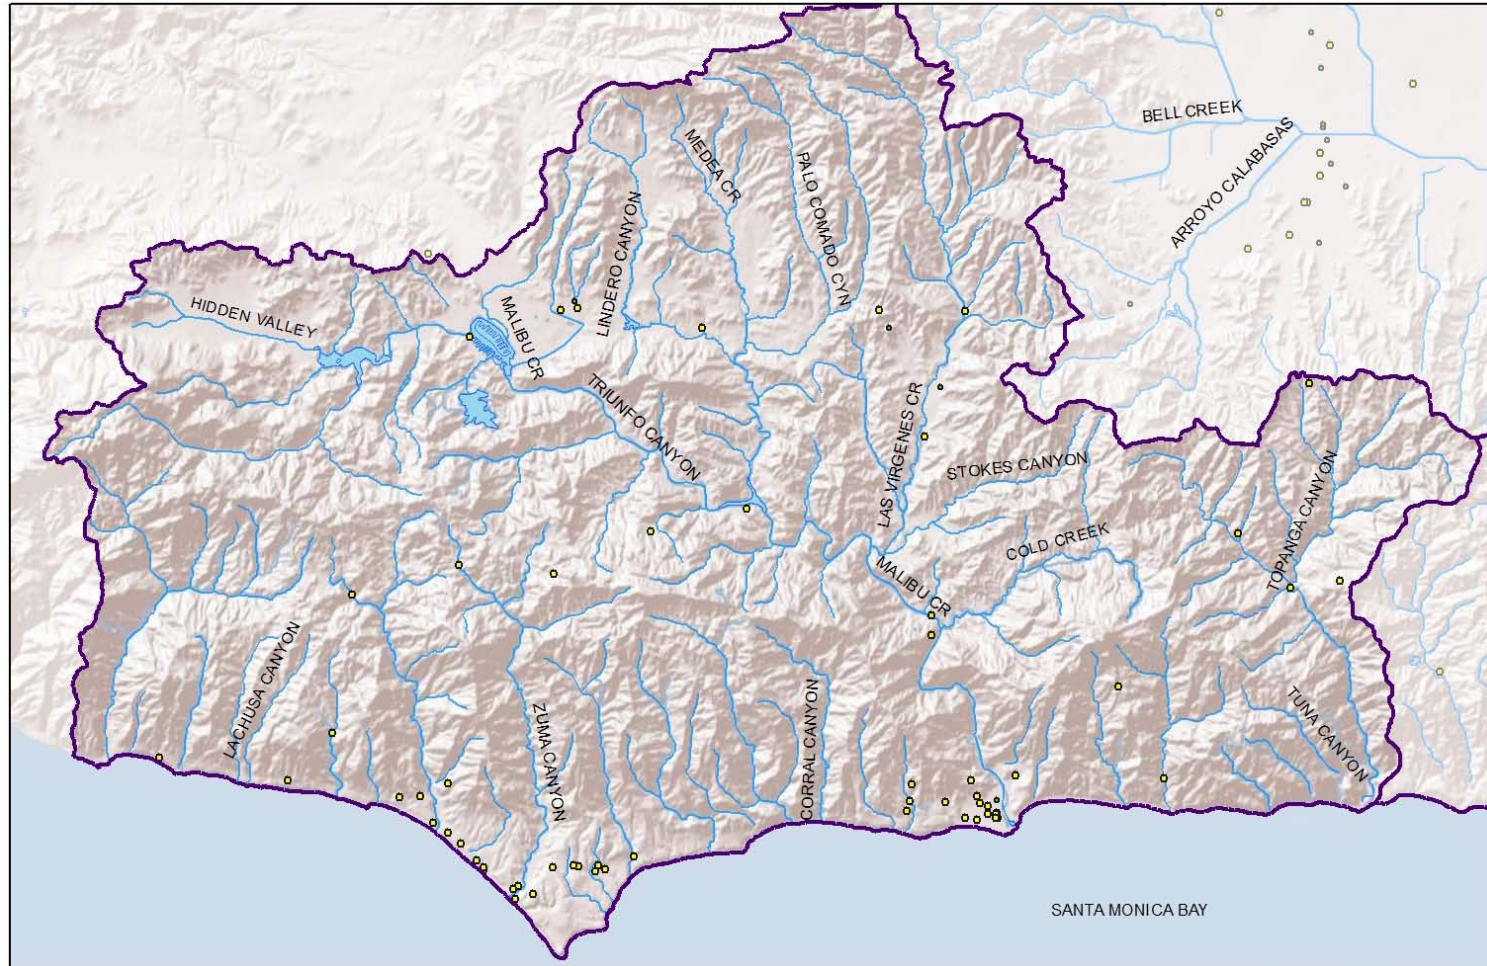 BELL CREEK
ARROYO CALABASAS
MEDEA CR
PALO COMADO CYN
LINDERO CANYON
HIDDEN VALLEY
MALIBU CR
TRIUNFO CANYON
LAS VIRGENES CR
STOKES CANYON
TOPANGA CANYON
COLD CREEK
MALIBU CR
LACHUSA CANYON
ZUMA CANYON
CORRAL CANYON
TUNA CANYON
SANTA MONICA BAY